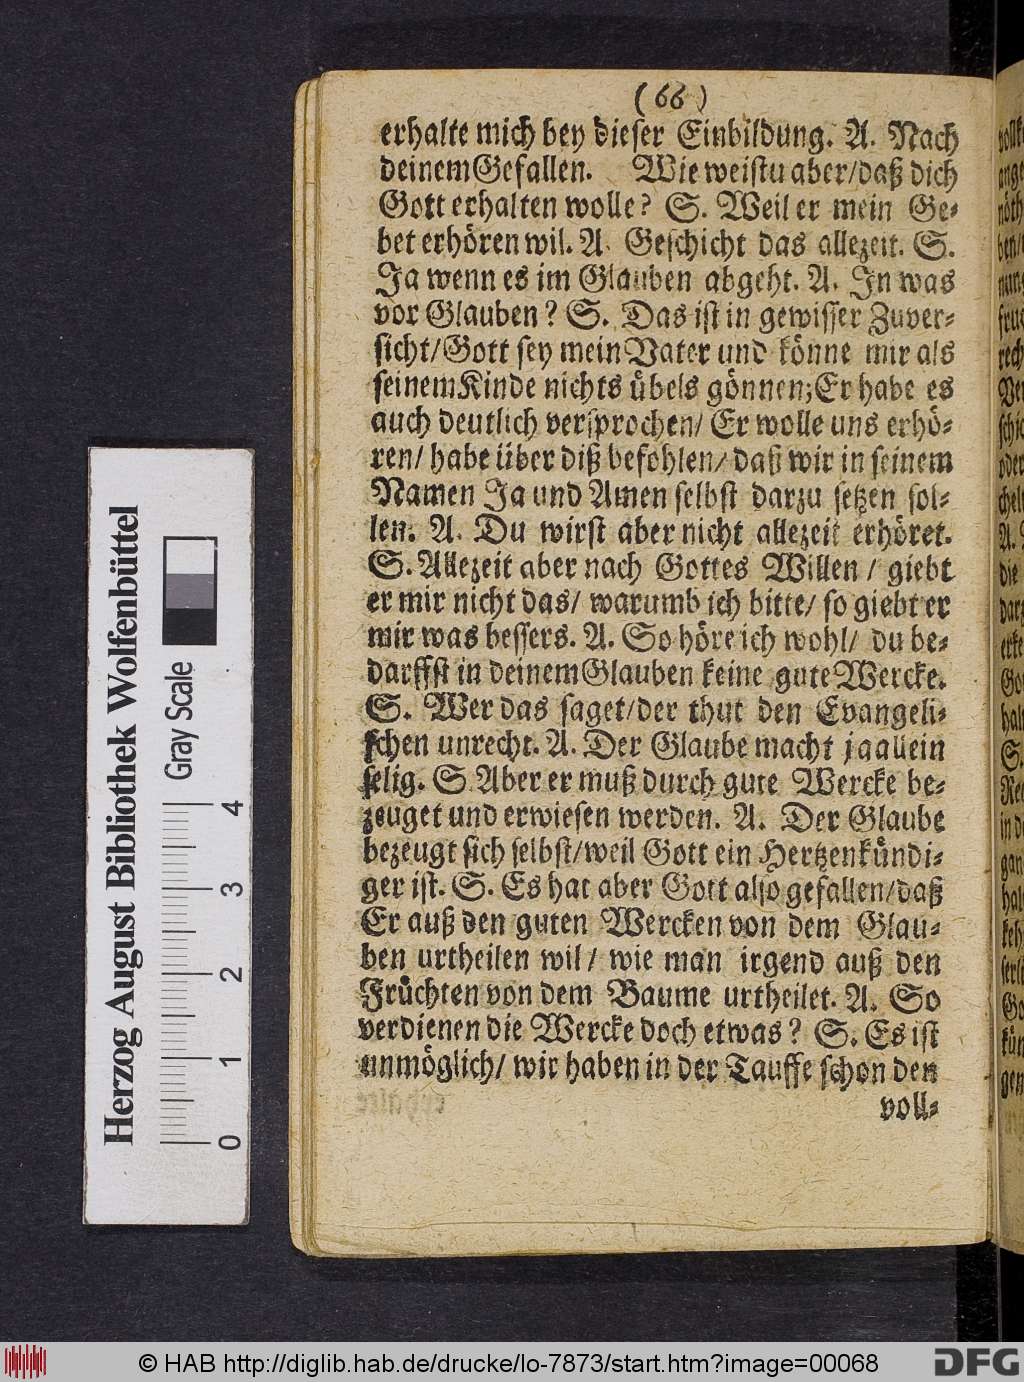 ( 66 )
erhalte mich bey dieser Einbildung. A. Nach
deinem Gefallen. Wie weistu aber/daß dich
Gott erhalten wolle? S. Weil er mein Ge-
bet erhören wil. A. Geschicht das allezeit. S.
Ja wenn es im Glauben abgeht. A. In was
vor Glauben? S. Das ist in gewisser Zuver-
sicht/Gott sey mein Vater und könne mir als
seinem Kinde nichts übels gönnen; Er habe es
auch deutlich versprochen/ Er wolle uns erhö-
ren/ habe über diß befohlen/ daß wir in seinem
Namen Ja und Amen selbst darzu setzen sol-
len. A. Du wirst aber nicht allezeit erhöret.
S. Allezeit aber nach Gottes Willen / giebt
er mir nicht das/ warumb ich bitte/ so giebt er
mir was bessers. A. So höre ich wohl/ du be-
darffst in deinem Glauben keine gute Wercke.
S. Wer das saget/der thut den Evangeli-
schen unrecht. A. Der Glaube macht ja allein
selig. S Aber er muß durch gute Wercke be-
zeuget und erwiesen werden. A. Der Glaube
bezeugt sich selbst/weil Gott ein Hertzenkündi-
ger ist. S. Es hat aber Gott also gefallen/daß
Er auß den guten Wercken von dem Glau-
ben urtheilen wil/ wie man irgend auß den
Früchten von dem Baume urtheilet. A. So
verdienen die Wercke doch etwas? S. Es ist
unmöglich/ wir haben in der Tauffe schon den
voll-
Herzog August Bibliothek Wolfenbüttel
Gray Scale
0 1 2 3 4
© HAB http://diglib.hab.de/drucke/lo-7873/start.htm?image=00068
DFG